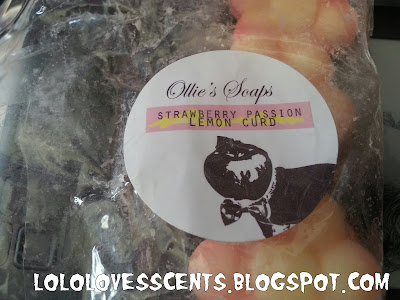 Ollie's Soaps
STRAWBERRY PASSION
LEMON CURD
LOLOLOVESSCENTS.BLOGSPOT.COM